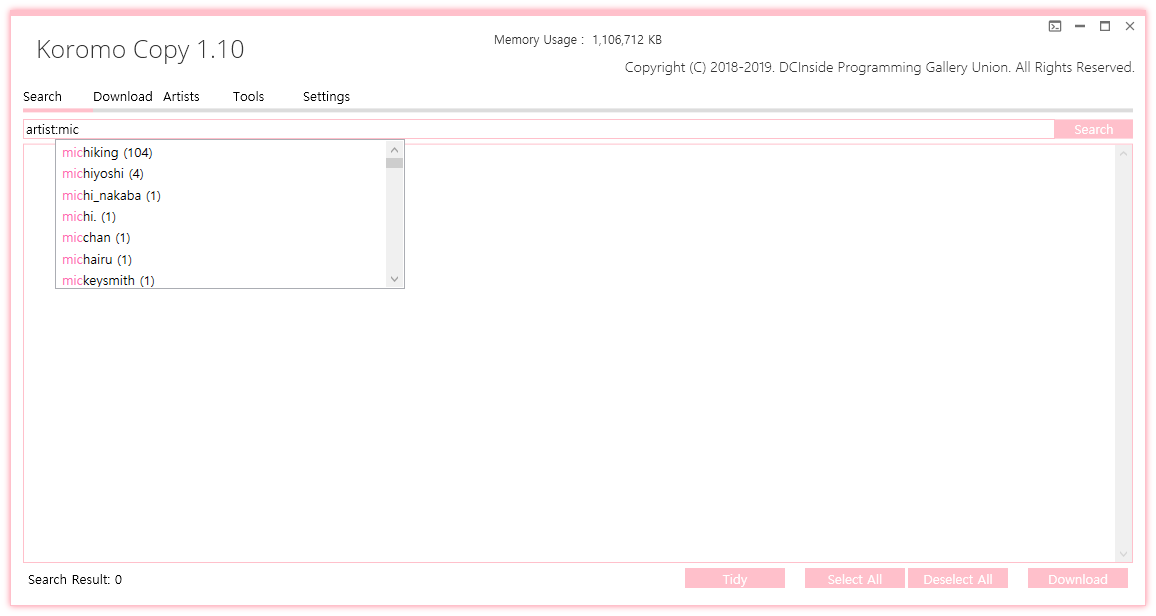 Koromo Copy 1.10
Memory Usage : 1,106,712 KB
Copyright (C) 2018-2019. DCInside Programming Gallery Union. All Rights Reserved.
Search Download Artists Tools Settings
artist:mic Search
michiking (104)
michiyoshi (4)
michi_nakaba (1)
michi. (1)
micchan (1)
michairu (1)
mickeysmith (1)
Search Result: 0 Tidy Select All Deselect All Download